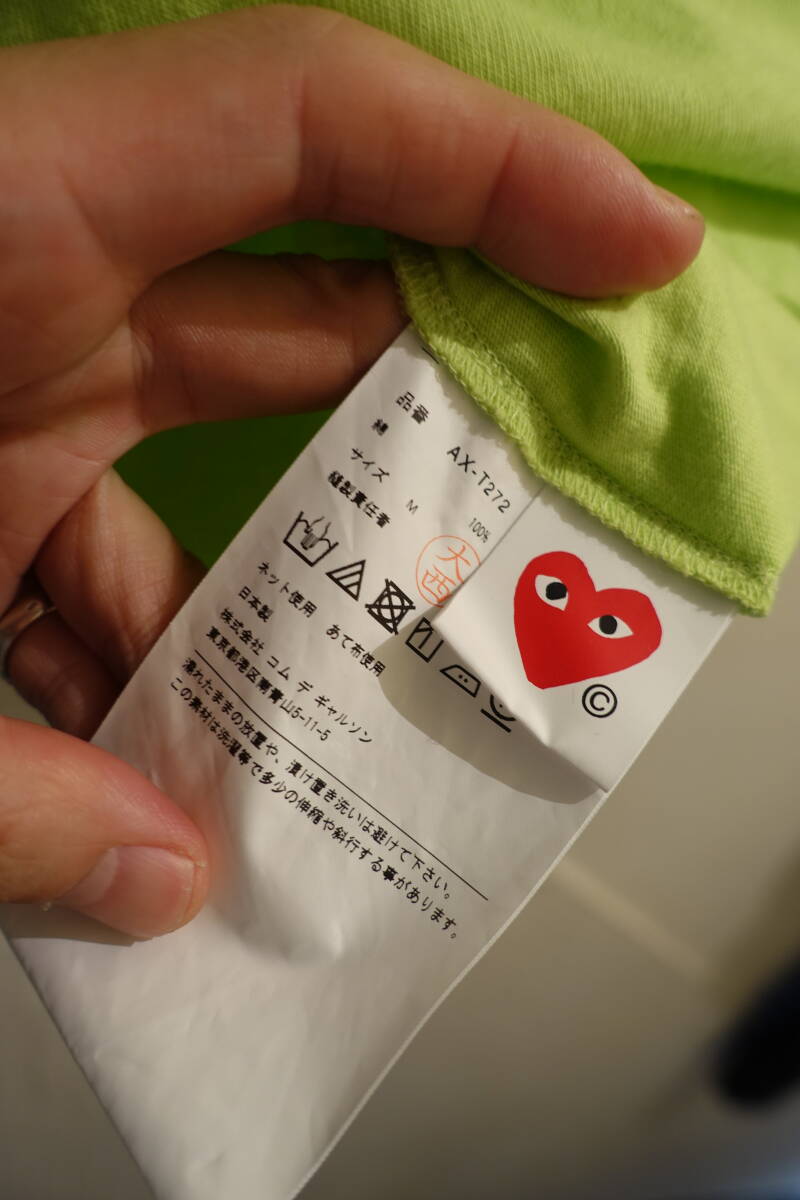 品番 AX-T272
綿 100%
サイズ M
縫製責任者 大西
ネット使用 あて布使用
日本製
株式会社 コム デ ギャルソン
東京都港区南青山5-11-5
濡れたままの放置や、漬け置き洗いは避けて下さい。
この素材は洗濯等で多少の伸縮や斜行する事があります。
©